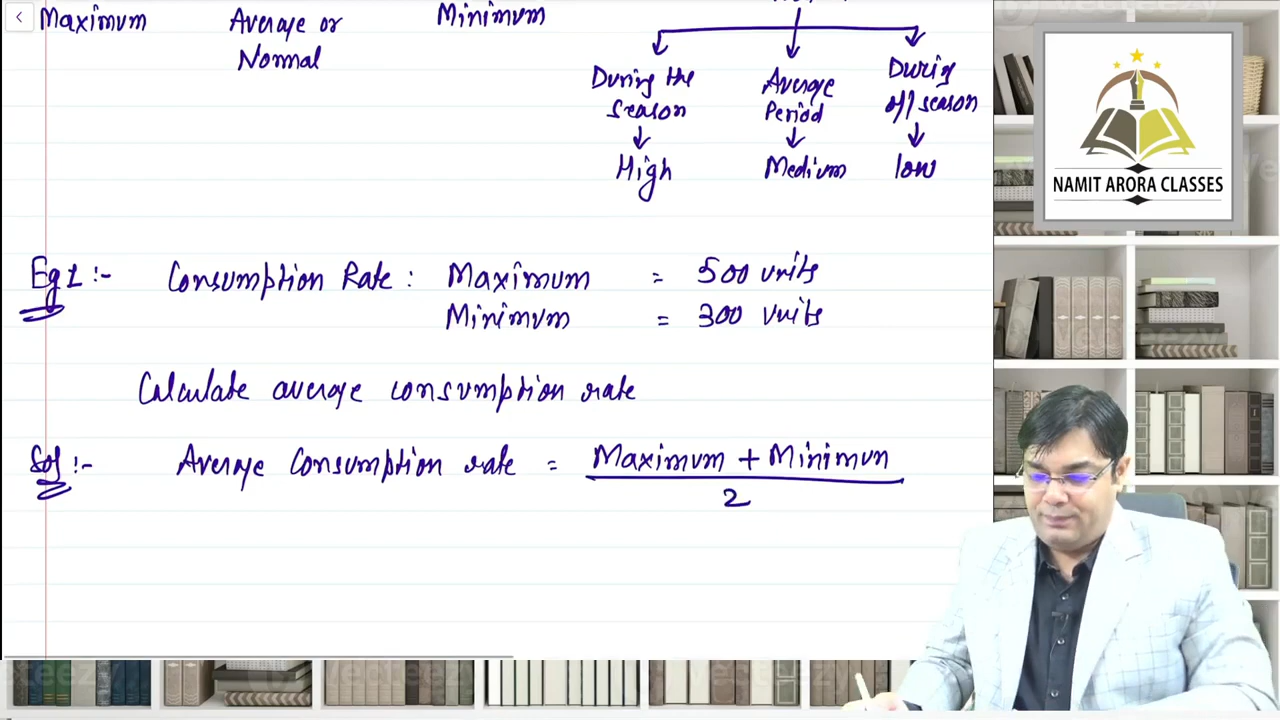 Maximum Average or Normal Minimum
During the season Average Period During off season
High Medium low
Eg 1 :- Consumption Rate : Maximum = 500 units
Minimum = 300 units
Calculate average consumption rate
Sol :- Average Consumption rate = Maximum + Minimum
2
NAMIT ARORA CLASSES